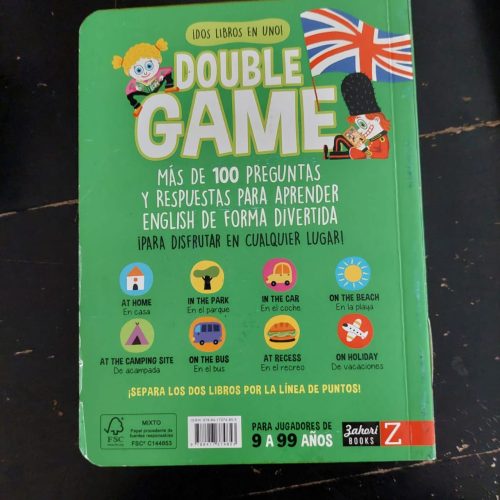 ¡DOS LIBROS EN UNO!
DOUBLE
GAME
MÁS DE 100 PREGUNTAS
Y RESPUESTAS PARA APRENDER
ENGLISH DE FORMA DIVERTIDA
¡PARA DISFRUTAR EN CUALQUIER LUGAR!
AT HOME
En casa
IN THE PARK
En el parque
IN THE CAR
En el coche
ON THE BEACH
En la playa
AT THE CAMPING SITE
De acampada
ON THE BUS
En el bus
AT RECESS
En el recreo
ON HOLIDAY
De vacaciones
¡SEPARA LOS DOS LIBROS POR LA LÍNEA DE PUNTOS!
FSC
MIXTO
Papel procedente de
fuentes responsables
FSC® C144853
PARA JUGADORES DE
9 A 99 AÑOS
Zahorí
BOOKS
Z